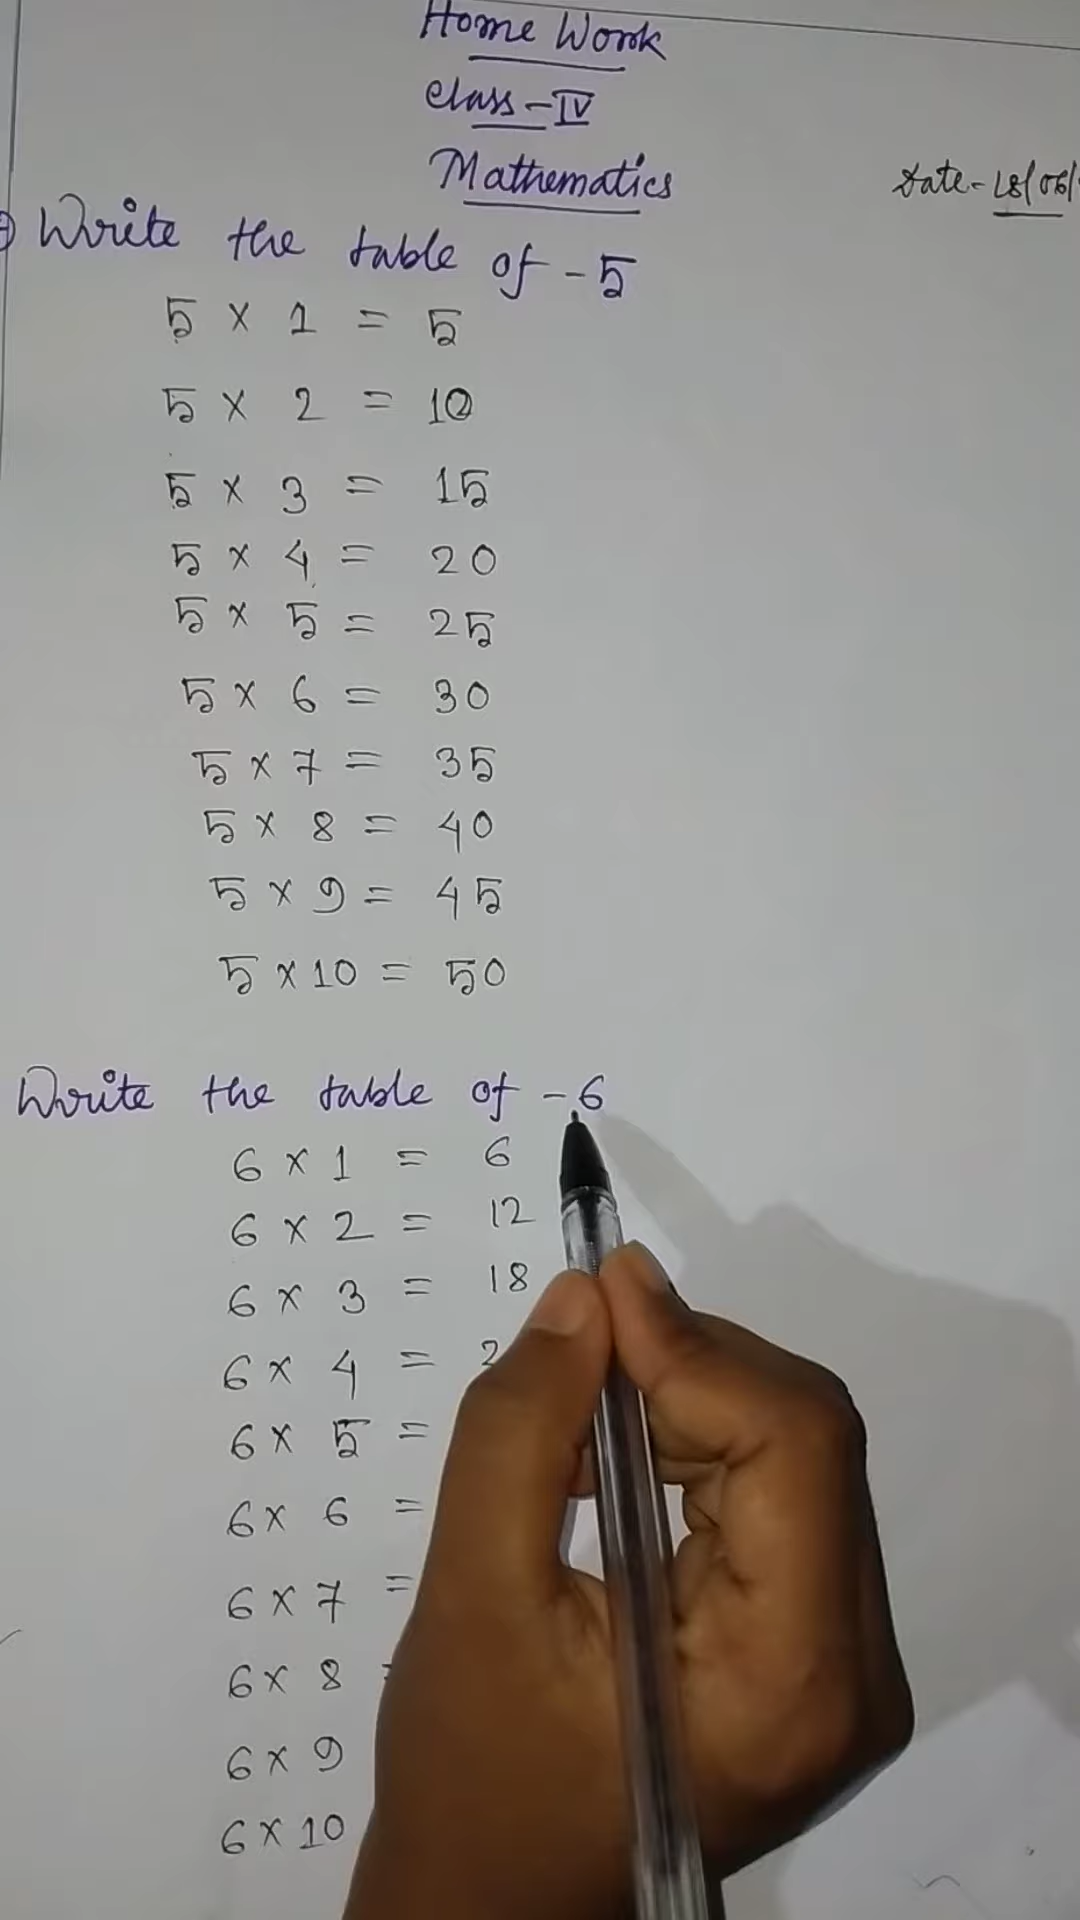 Home Work
Class-IV
Mathematics
Date-18/06/
Write the table of -5
5 × 1 = 5
5 × 2 = 10
5 × 3 = 15
5 × 4 = 20
5 × 5 = 25
5 × 6 = 30
5 × 7 = 35
5 × 8 = 40
5 × 9 = 45
5 × 10 = 50
Write the table of -6
6 × 1 = 6
6 × 2 = 12
6 × 3 = 18
6 × 4 = 2
6 × 5 =
6 × 6 =
6 × 7 =
6 × 8
6 × 9
6 × 10